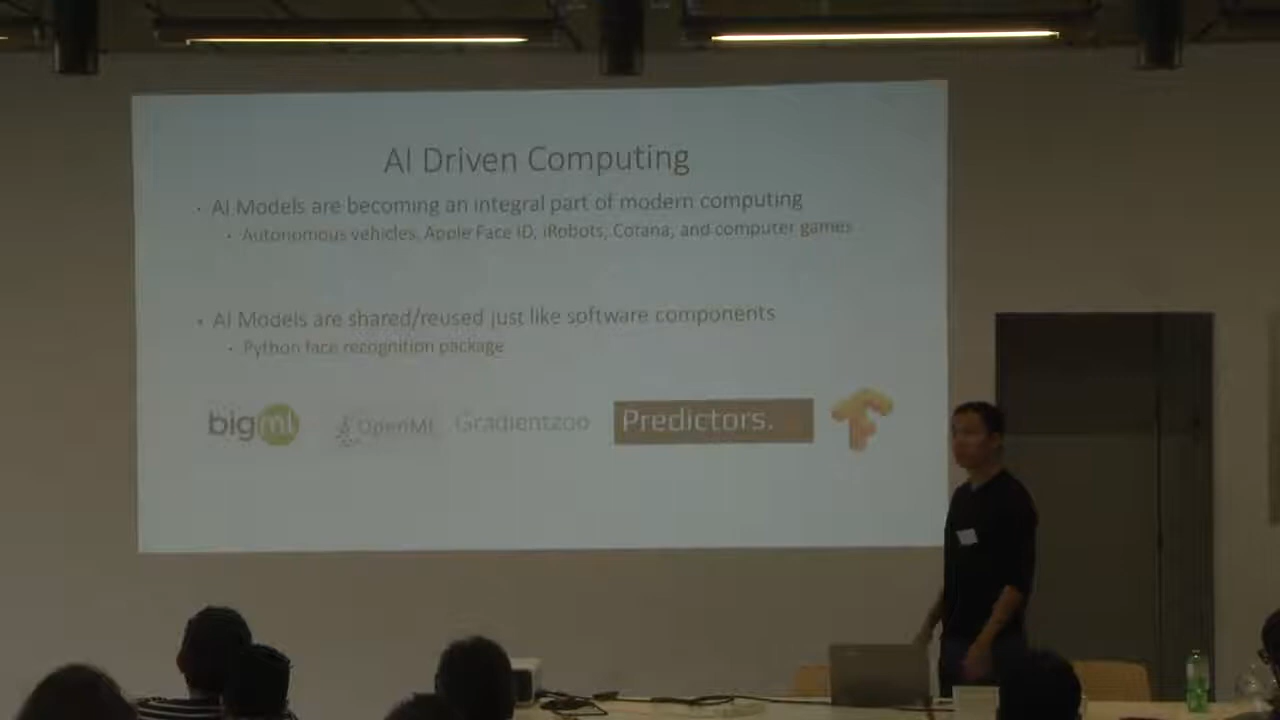 AI Driven Computing
AI Models are becoming an integral part of modern computing
Autonomous vehicles, Apple Face ID, iRobots, Corana, and computer games
AI Models are shared/reused just like software components
Python face recognition package
bigml
OpenML
Gradientzoo
Predictors.